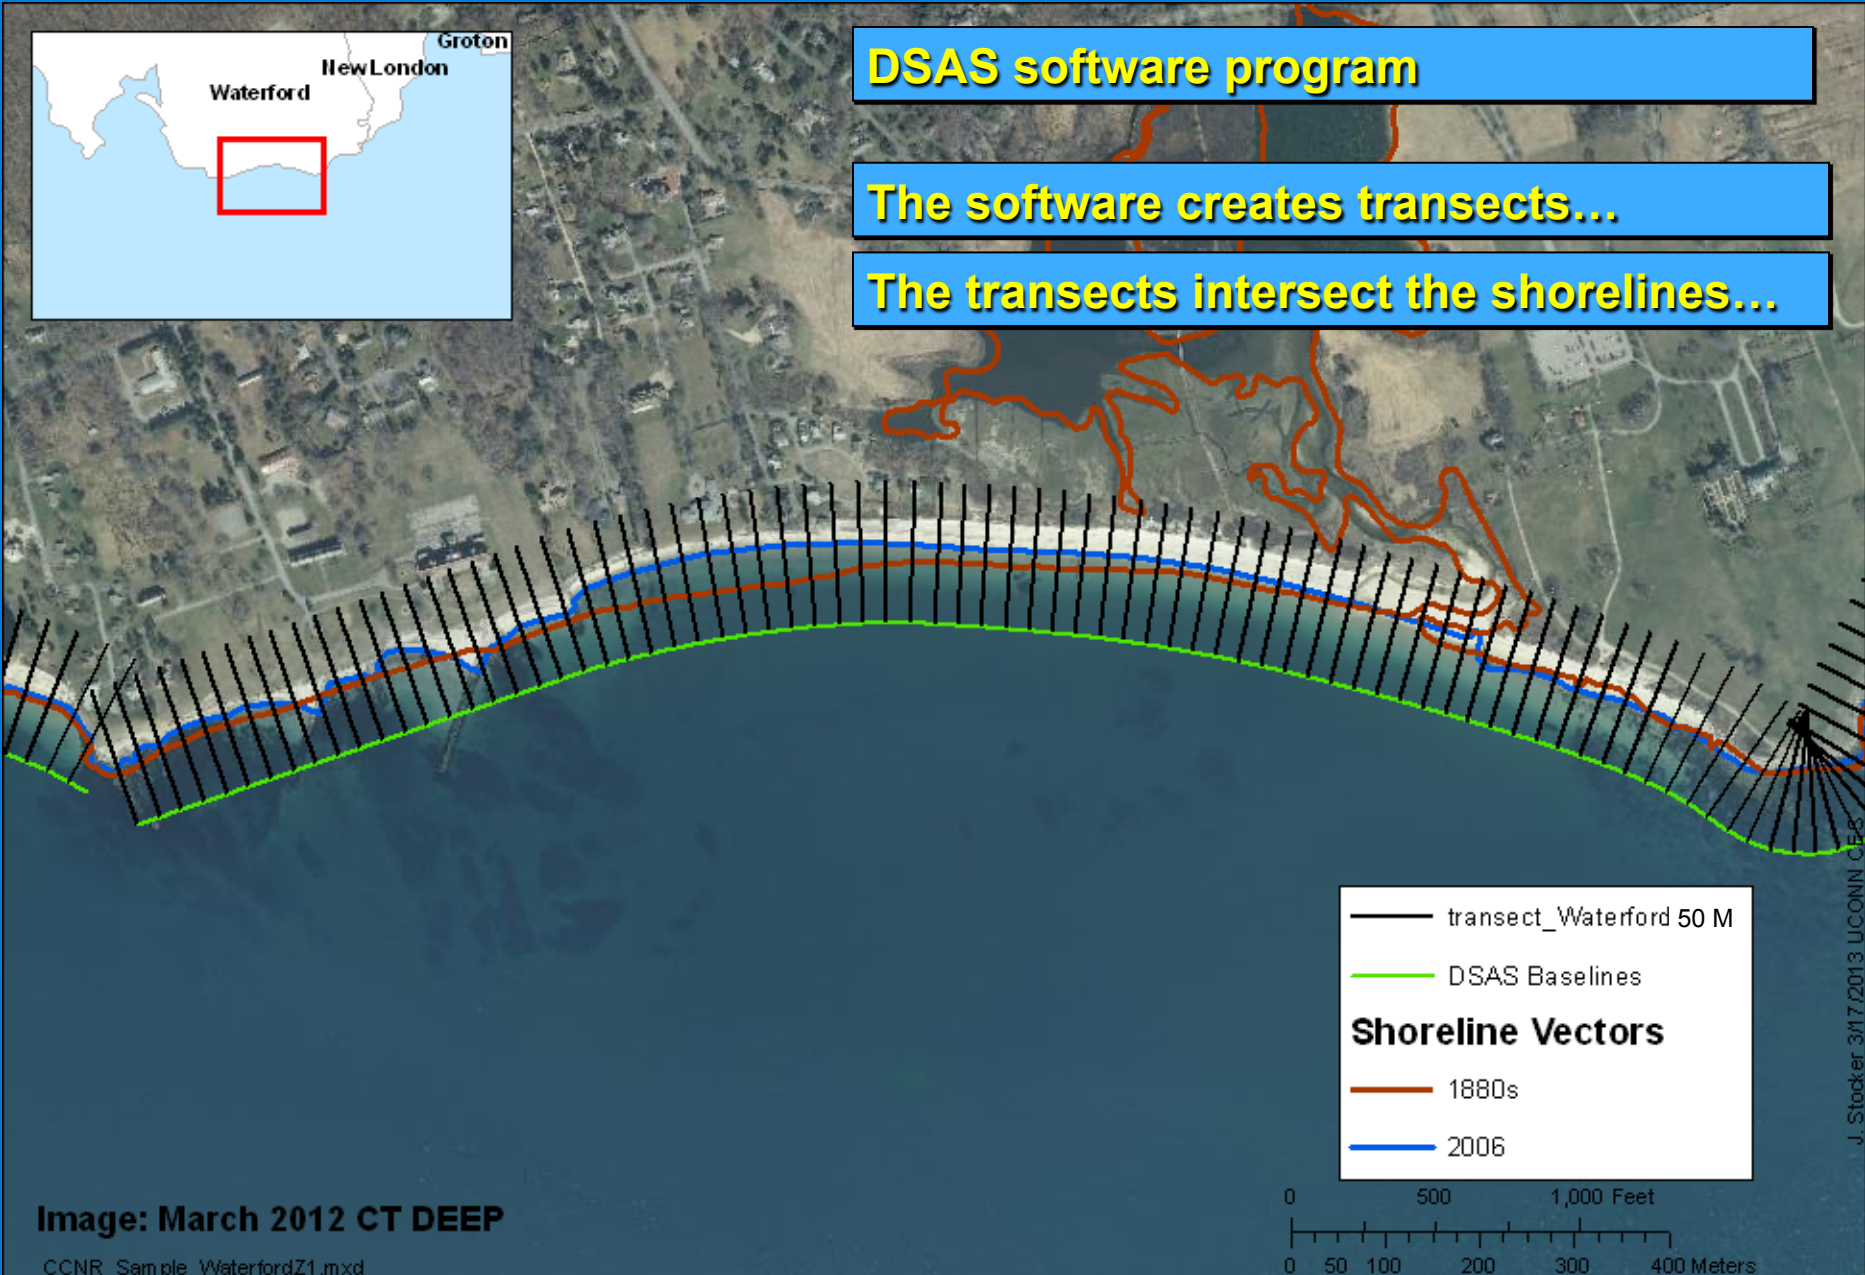 Groton
NewLondon
Waterford
DSAS software program
The software creates transects…
The transects intersect the shorelines…
transect_Waterford 50 M
DSAS Baselines
Shoreline Vectors
1880s
2006
0 500 1,000 Feet
0 50 100 200 300 400 Meters
Image: March 2012 CT DEEP
CCNR_Sample_WaterfordZ1.mxd
J. Stocker 3/17/2013 UCONN CES